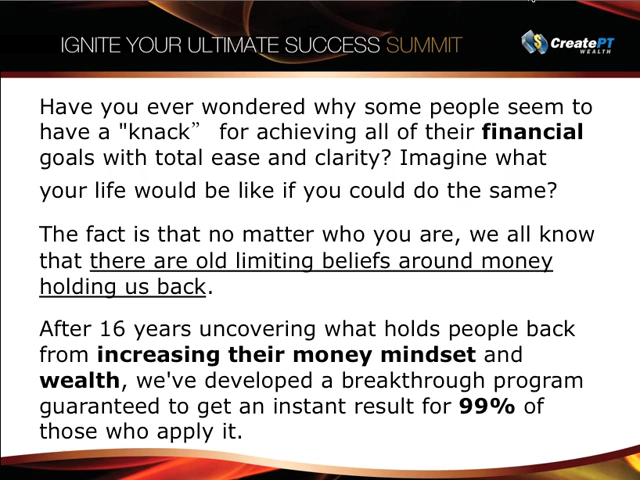 IGNITE YOUR ULTIMATE SUCCESS SUMMIT
CreatePT
WEALTH
Have you ever wondered why some people seem to
have a "knack” for achieving all of their financial
goals with total ease and clarity? Imagine what
your life would be like if you could do the same?
The fact is that no matter who you are, we all know
that there are old limiting beliefs around money
holding us back.
After 16 years uncovering what holds people back
from increasing their money mindset and
wealth, we've developed a breakthrough program
guaranteed to get an instant result for 99% of
those who apply it.